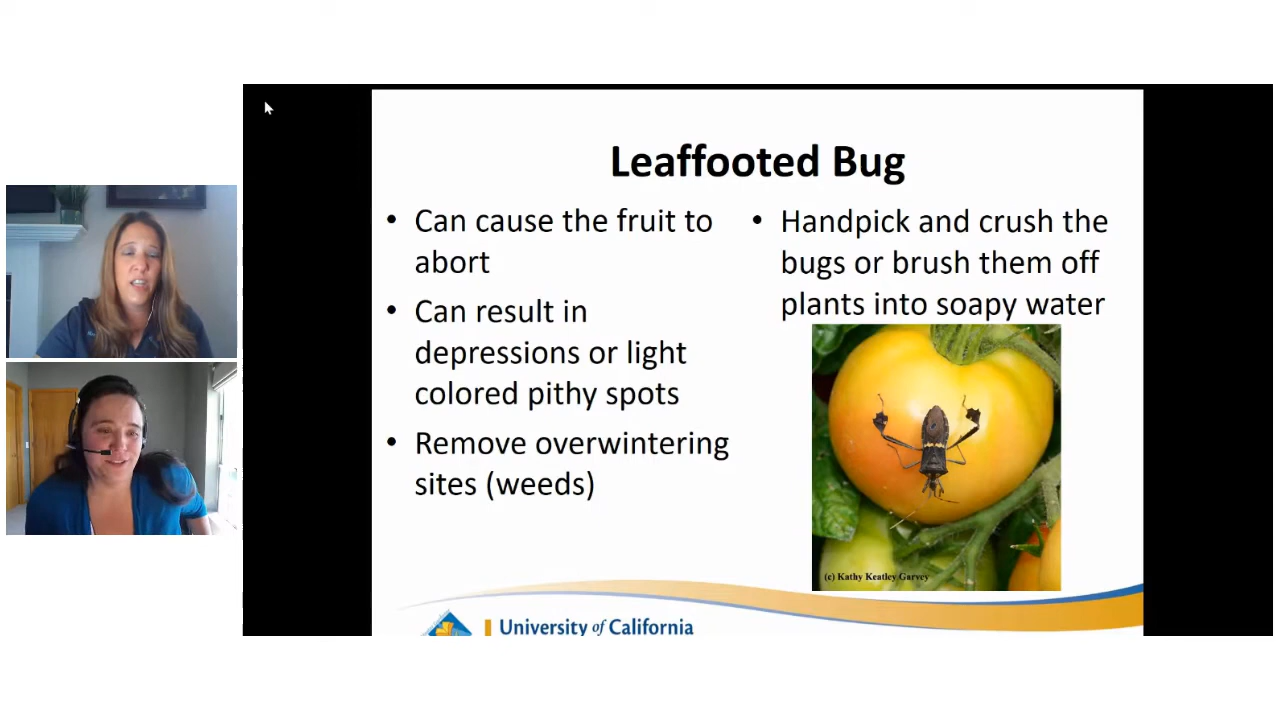 Leaffooted Bug
• Can cause the fruit to
abort
• Can result in
depressions or light
colored pithy spots
• Remove overwintering
sites (weeds)
• Handpick and crush the
bugs or brush them off
plants into soapy water
(c) Kathy Keatley Garvey
University of California